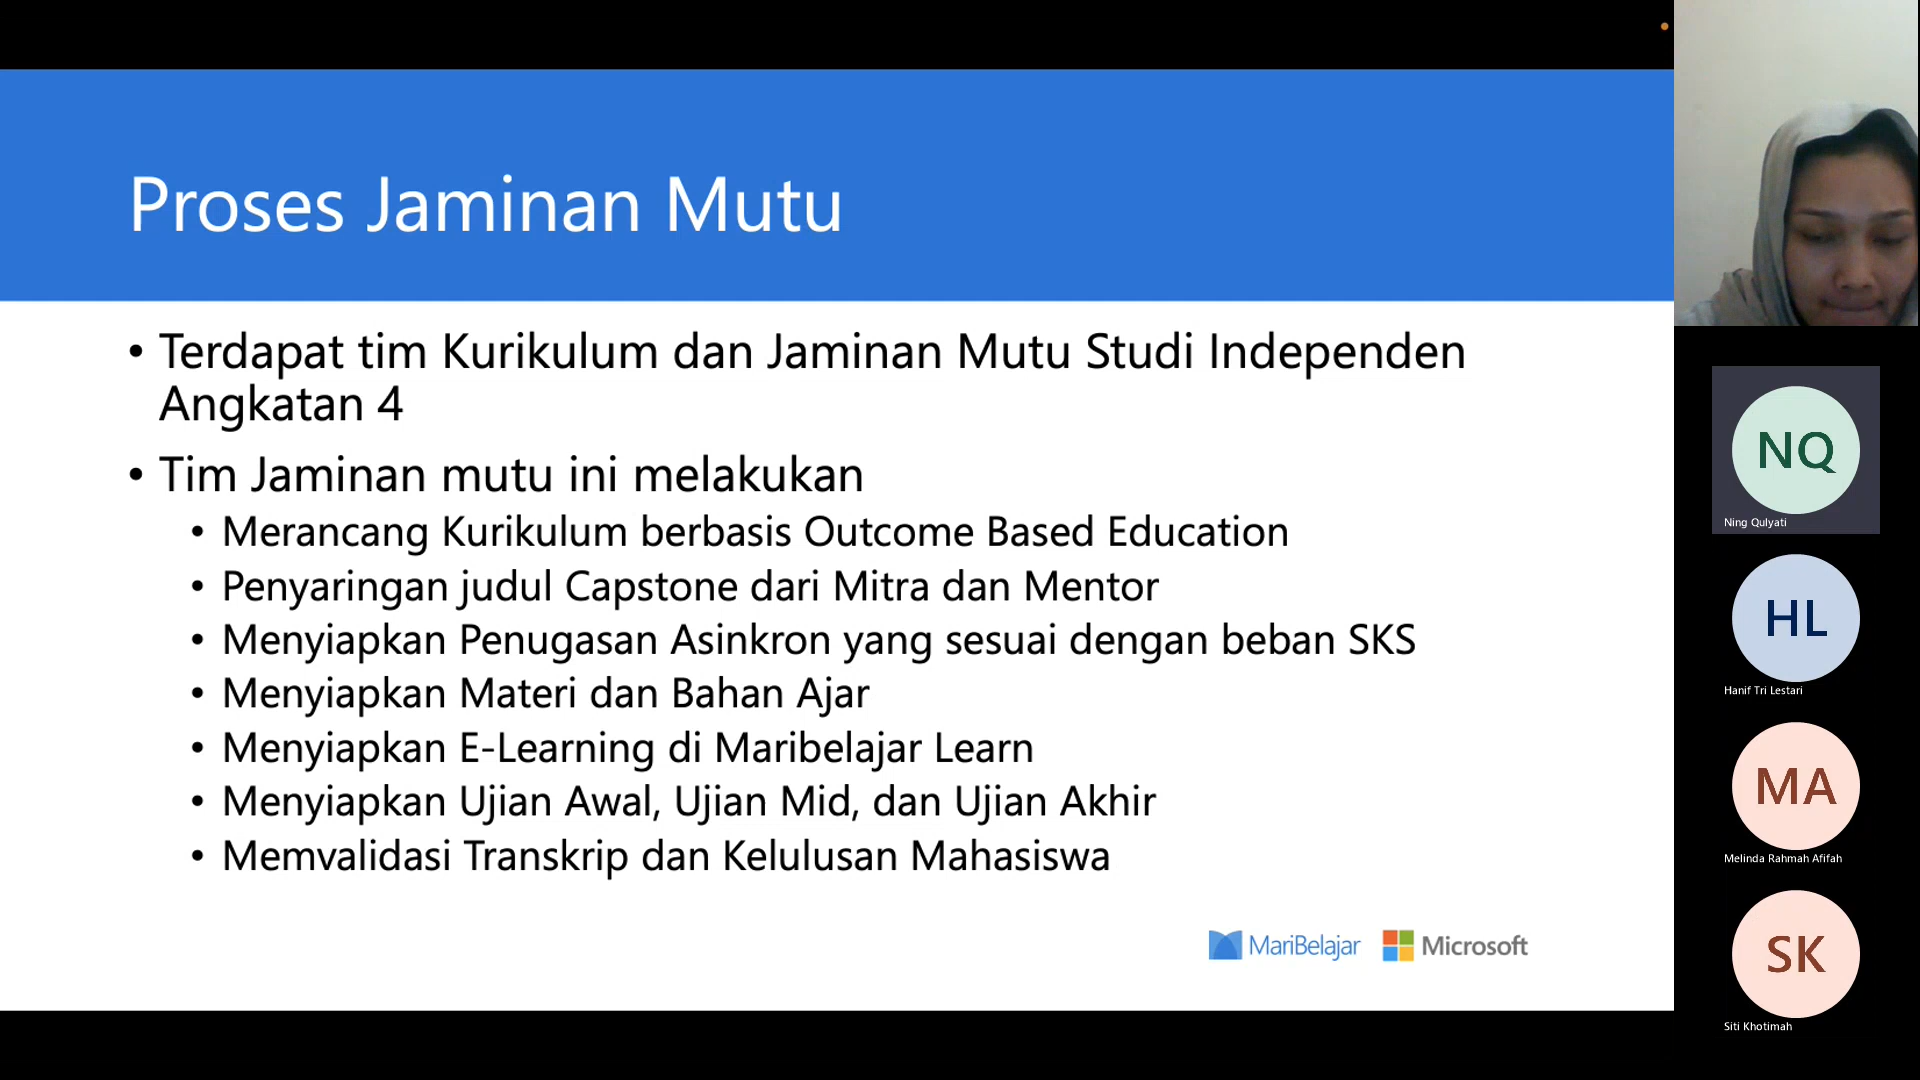 Proses Jaminan Mutu
• Terdapat tim Kurikulum dan Jaminan Mutu Studi Independen
Angkatan 4
• Tim Jaminan mutu ini melakukan
• Merancang Kurikulum berbasis Outcome Based Education
• Penyaringan judul Capstone dari Mitra dan Mentor
• Menyiapkan Penugasan Asinkron yang sesuai dengan beban SKS
• Menyiapkan Materi dan Bahan Ajar
• Menyiapkan E-Learning di Maribelajar Learn
• Menyiapkan Ujian Awal, Ujian Mid, dan Ujian Akhir
• Memvalidasi Transkrip dan Kelulusan Mahasiswa
MariBelajar Microsoft
NQ
Ning Qulyati
HL
Hanif Tri Lestari
MA
Melinda Rahmah Afifah
SK
Siti Khotimah